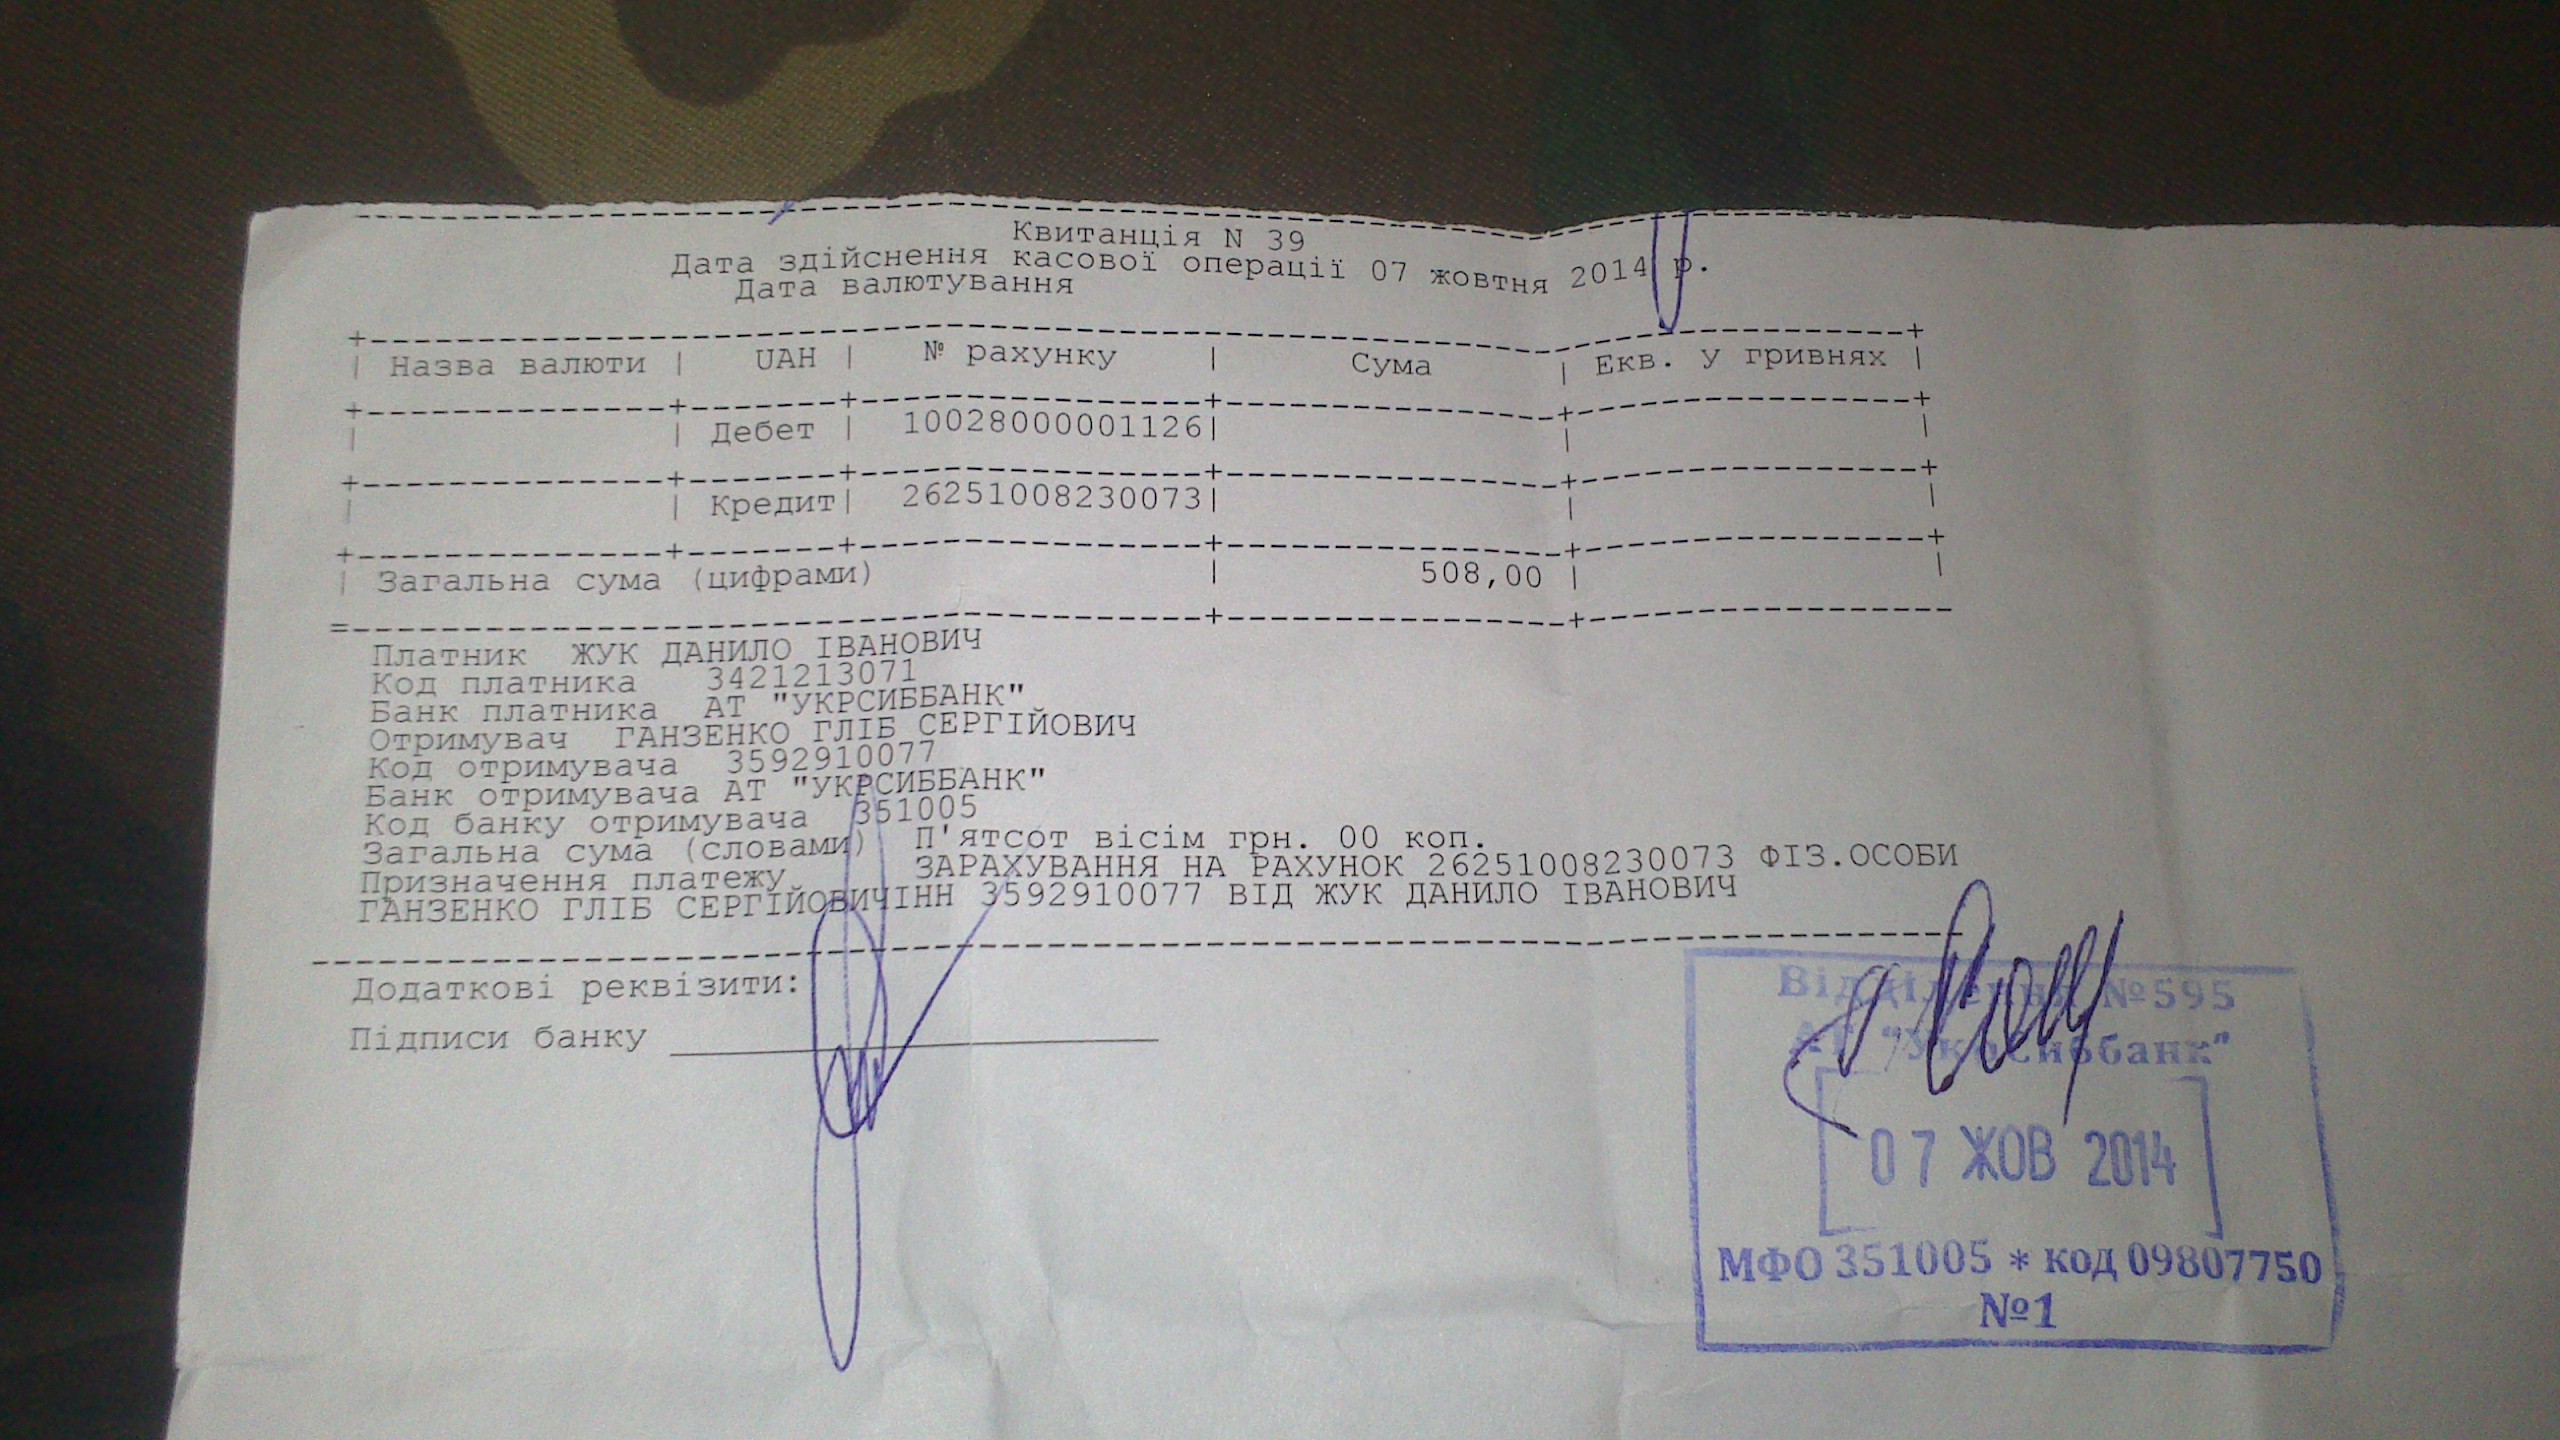 Квитанція N 39
Дата здійснення касової операції 07 жовтня 2014 р.
Дата валютування
Назва валюти | UAH | № рахунку | Сума | Екв. у гривнях
Дебет | 10028000001126
Кредит | 26251008230073
Загальна сума (цифрами) | 508,00
Платник ЖУК ДАНИЛО ІВАНОВИЧ
Код платника 3421213071
Банк платника АТ "УКРСИББАНК"
Отримувач ГАНЗЕНКО ГЛІБ СЕРГІЙОВИЧ
Код отримувача 3592910077
Банк отримувача АТ "УКРСИББАНК"
Код банку отримувача 351005
Загальна сума (словами) П'ятсот вісім грн. 00 коп.
Призначення платежу ЗАРАХУВАННЯ НА РАХУНОК 26251008230073 ФІЗ.ОСОБИ
ГАНЗЕНКО ГЛІБ СЕРГІЙОВИЧІНН 3592910077 ВІД ЖУК ДАНИЛО ІВАНОВИЧ
Додаткові реквізити:
Підписи банку
Відділення №595
АТ "Укрсиббанк"
07 ЖОВ 2014
МФО 351005 * код 09807750
№1